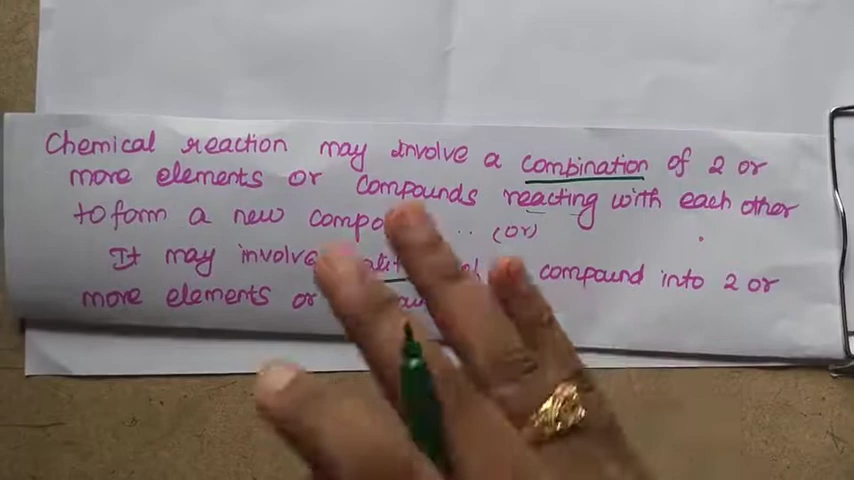 Chemical reaction may involve a combination of 2 or
more elements or compounds reacting with each other
to form a new ... (or)
It may involve compound into 2 or
more elements or